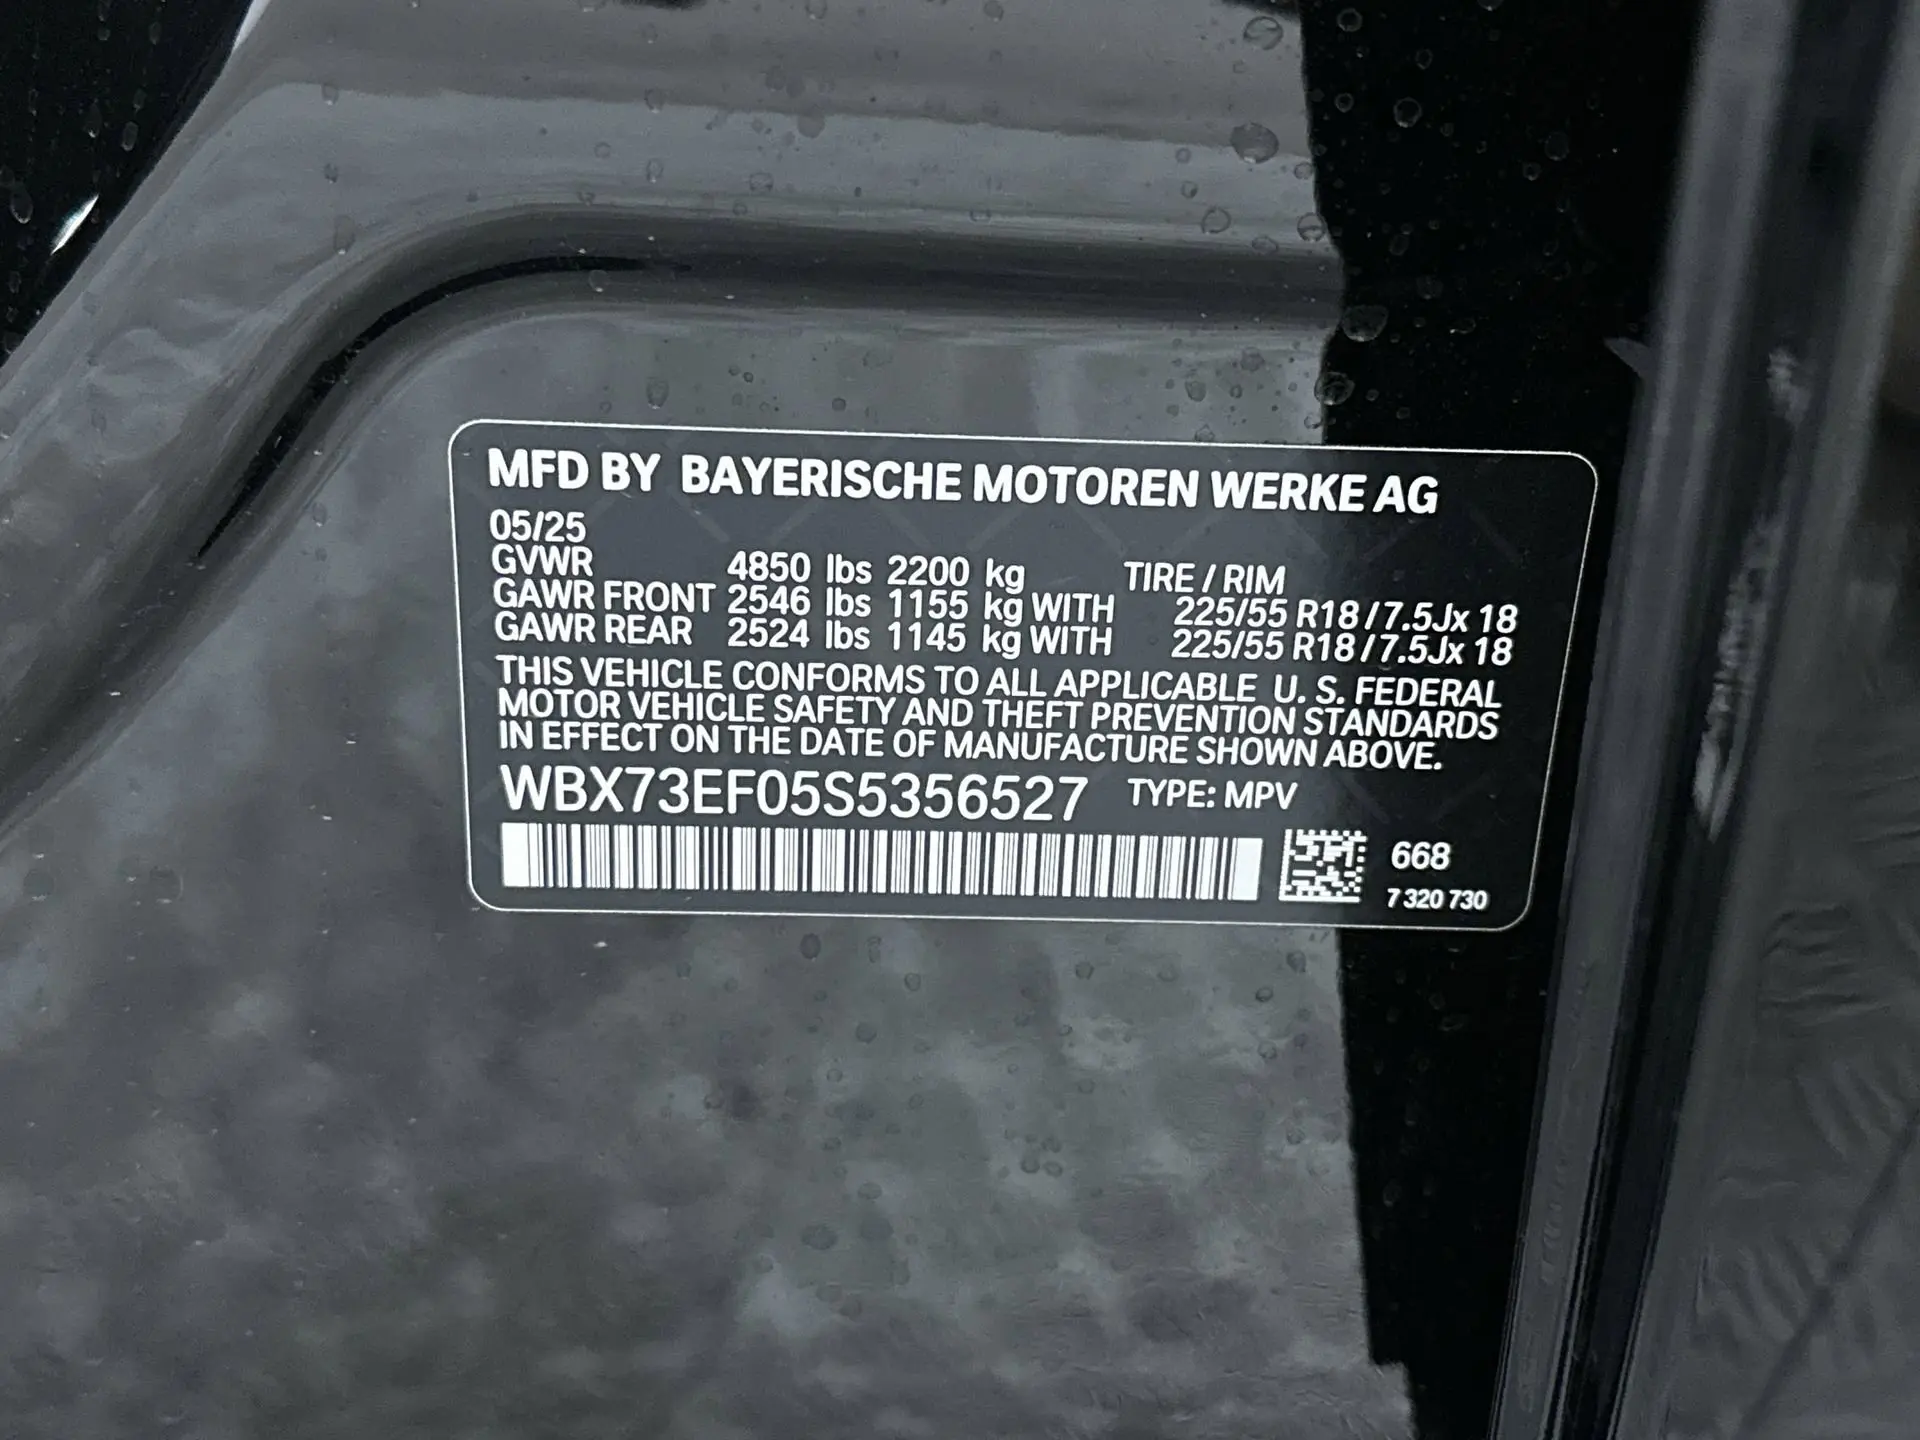 MFD BY BAYERISCHE MOTOREN WERKE AG
05/25
GVWR 4850 lbs 2200 kg TIRE / RIM
GAWR FRONT 2546 lbs 1155 kg WITH 225/55 R18 / 7.5Jx 18
GAWR REAR 2524 lbs 1145 kg WITH 225/55 R18 / 7.5Jx 18
THIS VEHICLE CONFORMS TO ALL APPLICABLE U. S. FEDERAL
MOTOR VEHICLE SAFETY AND THEFT PREVENTION STANDARDS
IN EFFECT ON THE DATE OF MANUFACTURE SHOWN ABOVE.
WBX73EF05S5356527 TYPE: MPV
668
7 320 730